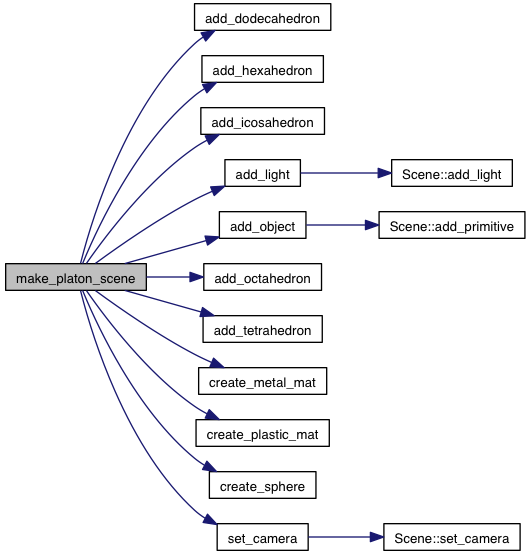 add_dodecahedron
add_hexahedron
add_icosahedron
add_light
Scene::add_light
add_object
Scene::add_primitive
make_platon_scene
add_octahedron
add_tetrahedron
create_metal_mat
create_plastic_mat
create_sphere
set_camera
Scene::set_camera